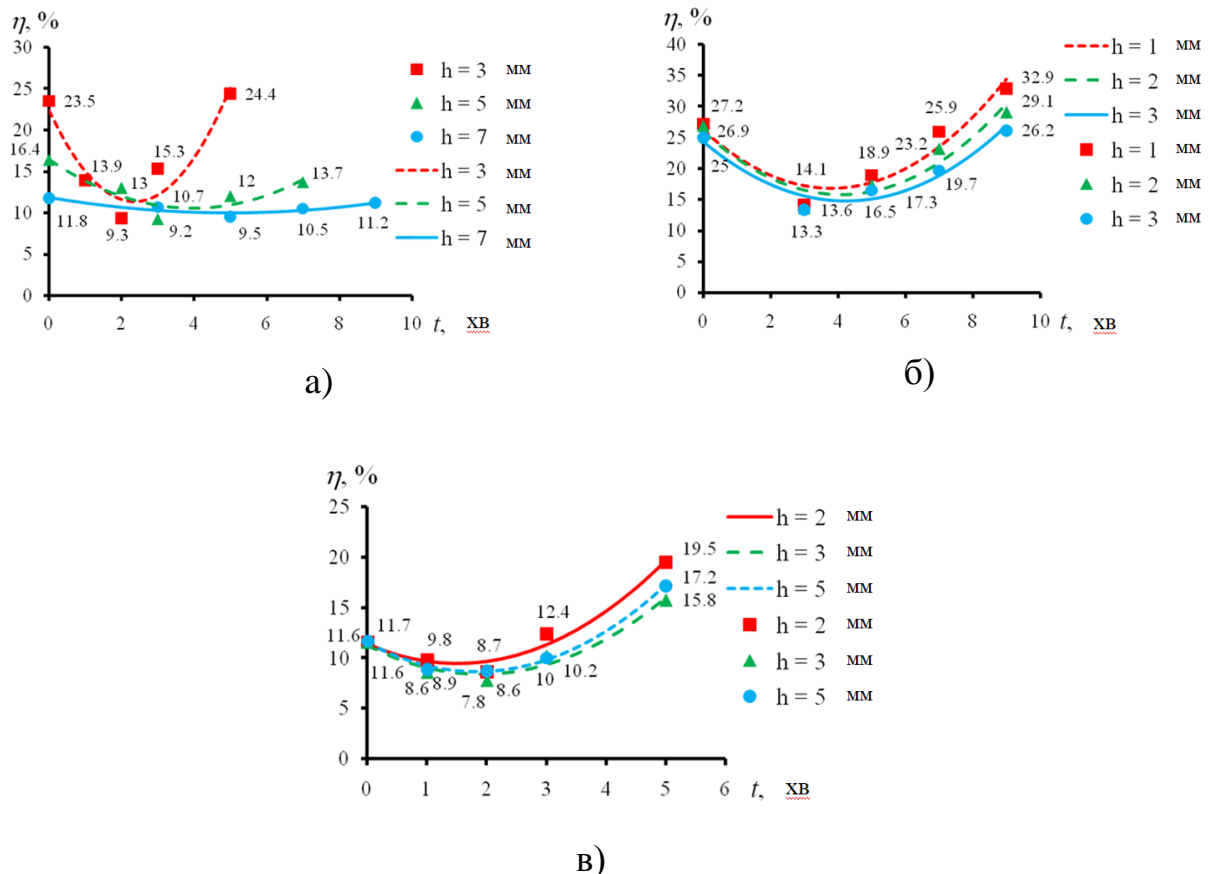 η, %
30
25
20
15
10
5
0
0 2 4 6 8 10 t, хв
23.5
24.4
16.4
13.9
13
15.3
10.7
12
13.7
11.8
9.3
9.2
9.5
10.5
11.2
h = 3 мм
h = 5 мм
h = 7 мм
h = 3 мм
h = 5 мм
h = 7 мм
а)
η, %
40
35
30
25
20
15
10
5
0
0 2 4 6 8 10 t, хв
27.2
26.9
25
14.1
13.6
13.3
18.9
17.3
16.5
25.9
23.2
19.7
32.9
29.1
26.2
h = 1 мм
h = 2 мм
h = 3 мм
h = 1 мм
h = 2 мм
h = 3 мм
б)
η, %
25
20
15
10
5
0
0 1 2 3 4 5 6 t, хв
11.6
11.7
11.6
9.8
8.6
8.9
8.7
7.8
8.6
12.4
10
10.2
19.5
17.2
15.8
h = 2 мм
h = 3 мм
h = 5 мм
h = 2 мм
h = 3 мм
h = 5 мм
в)